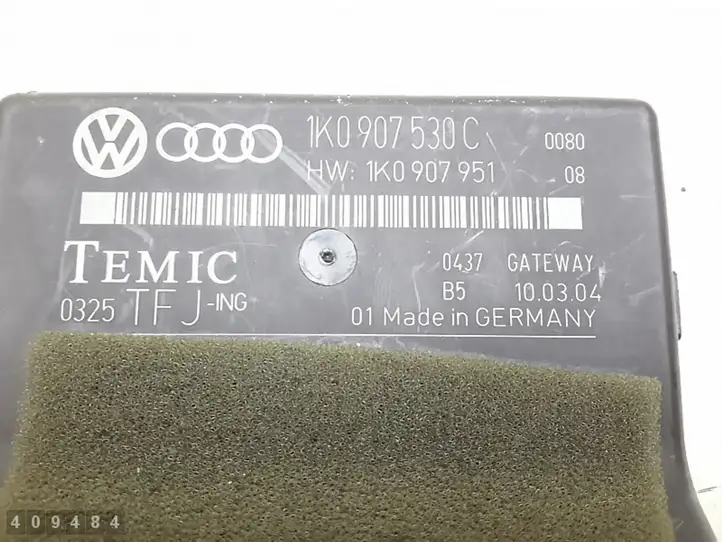 1K0 907 530 C 0080
HW: 1K0 907 951 08
TEMIC
0437 GATEWAY
B5 10.03.04
0325 TFJ-ING
01 Made in GERMANY
409484